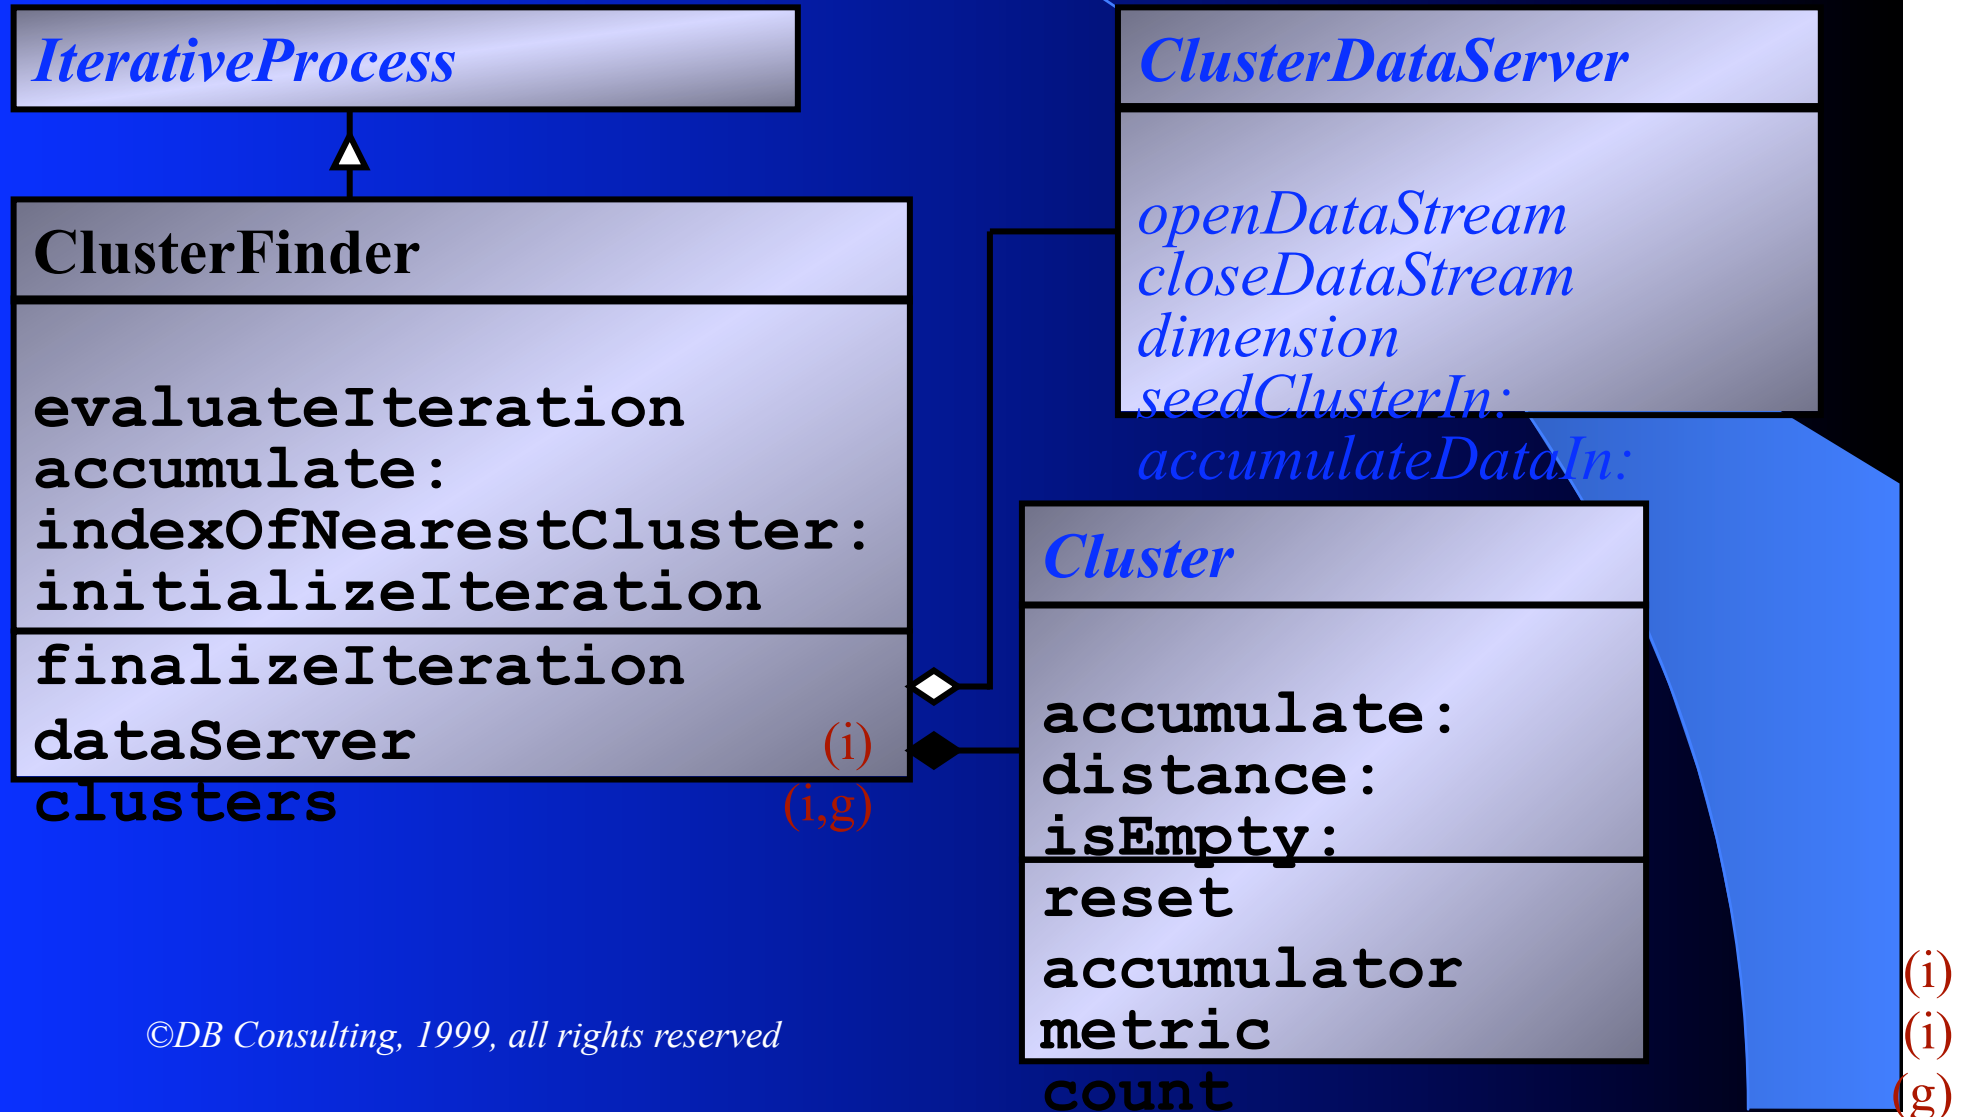 IterativeProcess
ClusterFinder
evaluateIteration
accumulate:
indexOfNearestCluster:
initializeIteration
finalizeIteration
dataServer (i)
clusters (i,g)
ClusterDataServer
openDataStream
closeDataStream
dimension
seedClusterIn:
accumulateDataIn:
Cluster
accumulate:
distance:
isEmpty:
reset
accumulator (i)
metric (i)
count (g)
©DB Consulting, 1999, all rights reserved